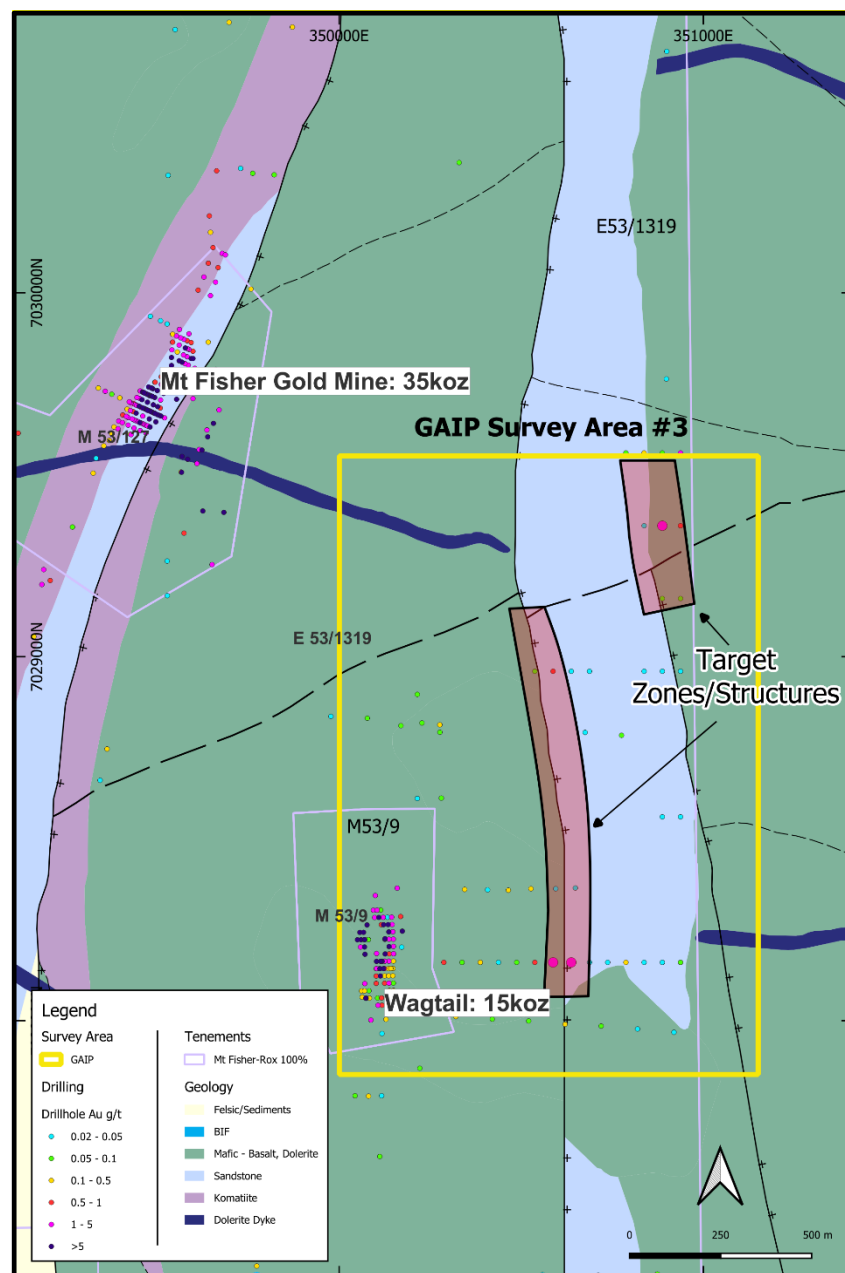 350000E
351000E
E53/1319
7030000N
Mt Fisher Gold Mine: 35koz
GAIP Survey Area #3
M 53/127
E 53/1319
7029000N
Target
Zones/Structures
M53/9
M 53/9
Wagtail: 15koz
Legend
Survey Area
GAIP
Drilling
Drillhole Au g/t
0.02 - 0.05
0.05 - 0.1
0.1 - 0.5
0.5 - 1
1 - 5
>5
Tenements
Mt Fisher-Rox 100%
Geology
Felsic/Sediments
BIF
Mafic - Basalt, Dolerite
Sandstone
Komatiite
Dolerite Dyke
0 250 500 m